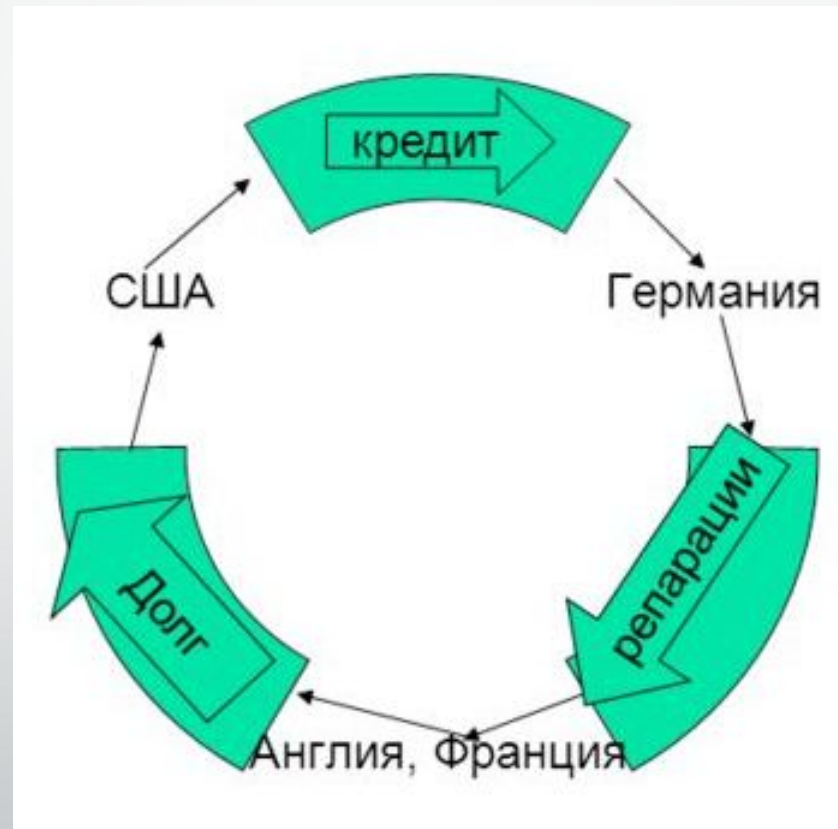 кредит
США
Германия
репарации
Англия, Франция
Долг